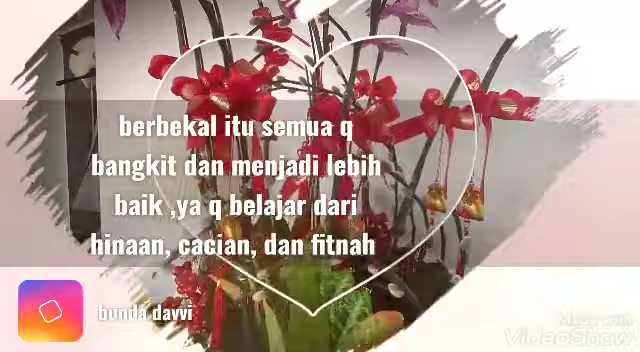 berbekal itu semua q
bangkit dan menjadi lebih
baik ,ya q belajar dari
hinaan, cacian, dan fitnah
bunda davvi
VideoShow